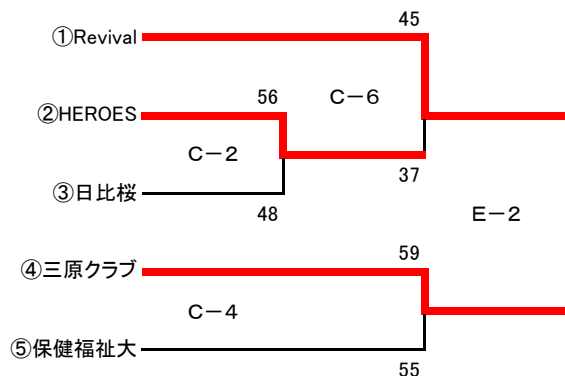 45
①Revival
56
C－6
②HEROES
C－2
37
③日比桜
48
E－2
59
④三原クラブ
C－4
⑤保健福祉大
55